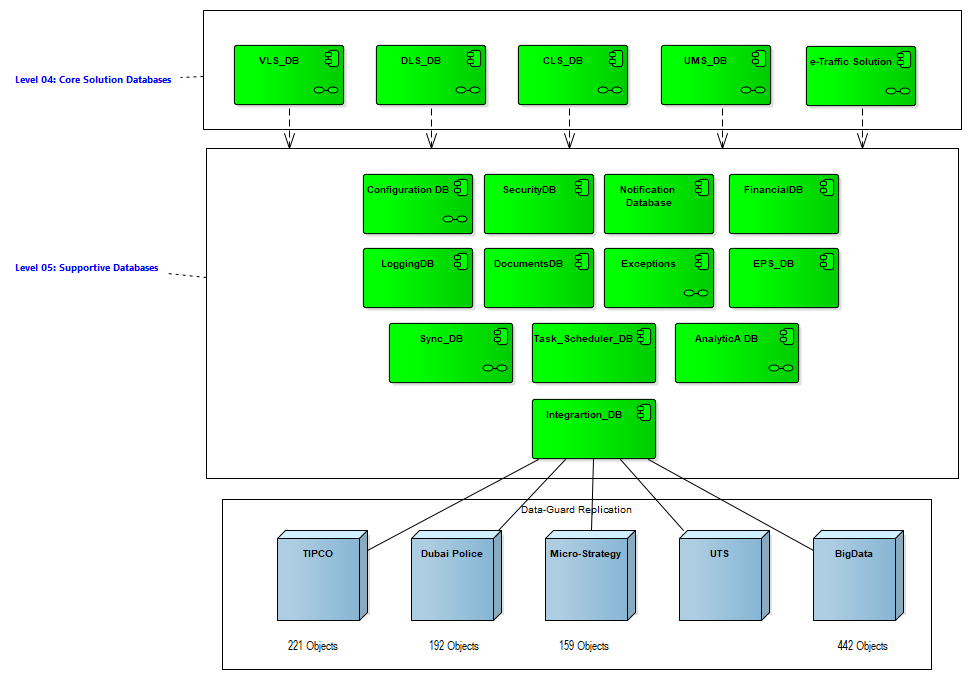 VLS_DB
DLS_DB
CLS_DB
UMS_DB
e-Traffic Solution
Level 04: Core Solution Databases
Configuration DB
SecurityDB
Notification
Database
FinancialDB
Level 05: Supportive Databases
LoggingDB
DocumentsDB
Exceptions
EPS_DB
Sync_DB
Task_Scheduler_DB
AnalyticA DB
Integrartion_DB
Data-Guard Replication
TIPCO
Dubai Police
Micro-Strategy
UTS
BigData
221 Objects
192 Objects
159 Objects
442 Objects